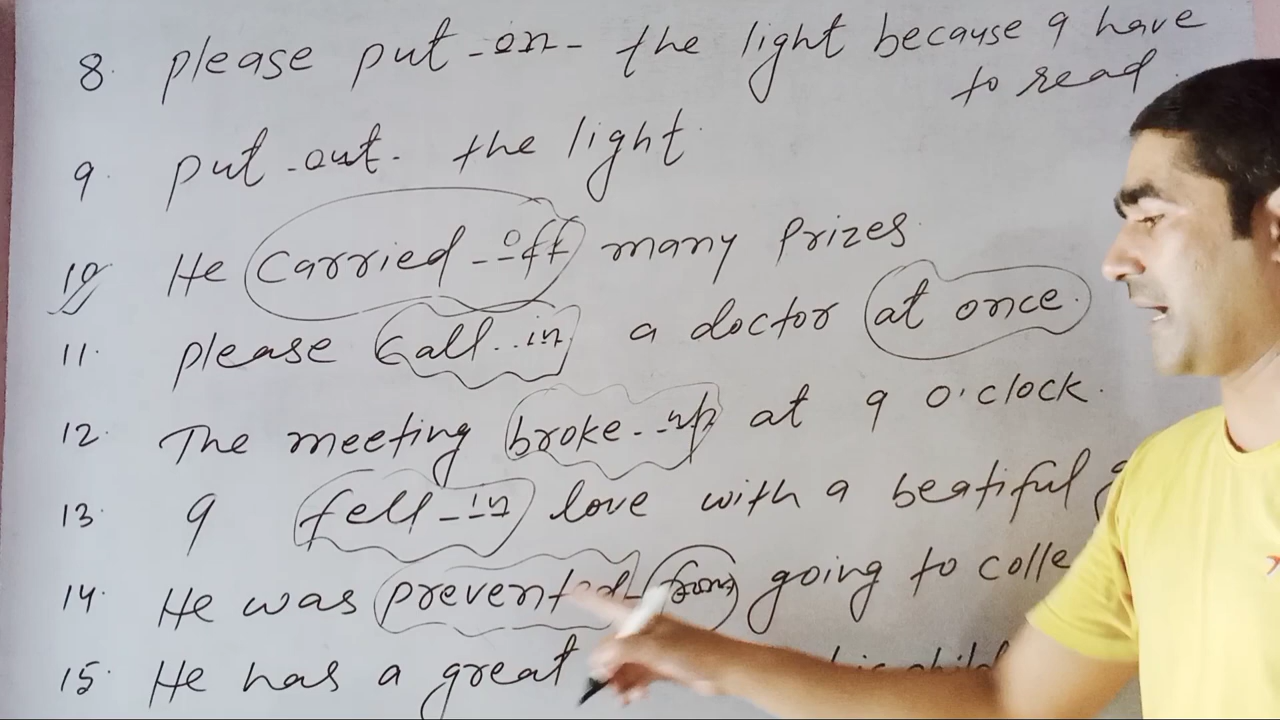 8. please put -on- the light because I have
to read.
9. put -out- the light.
10. He carried --off many Prizes.
11. please call..in a doctor at once.
12. The meeting broke--up at 9 o'clock.
13. I fell--in love with a beatiful
14. He was prevented from going to colle
15. He has a great